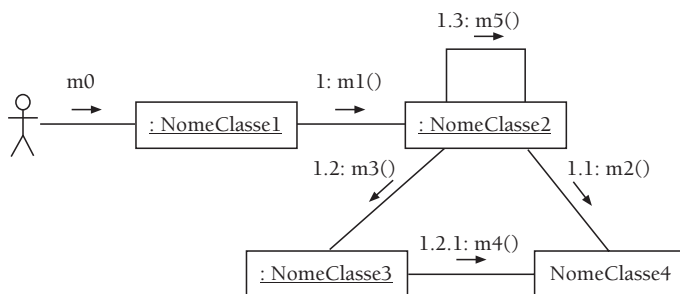 1.3: m5()
m0
1: m1()
: NomeClasse1
: NomeClasse2
1.2: m3()
1.1: m2()
1.2.1: m4()
: NomeClasse3
NomeClasse4